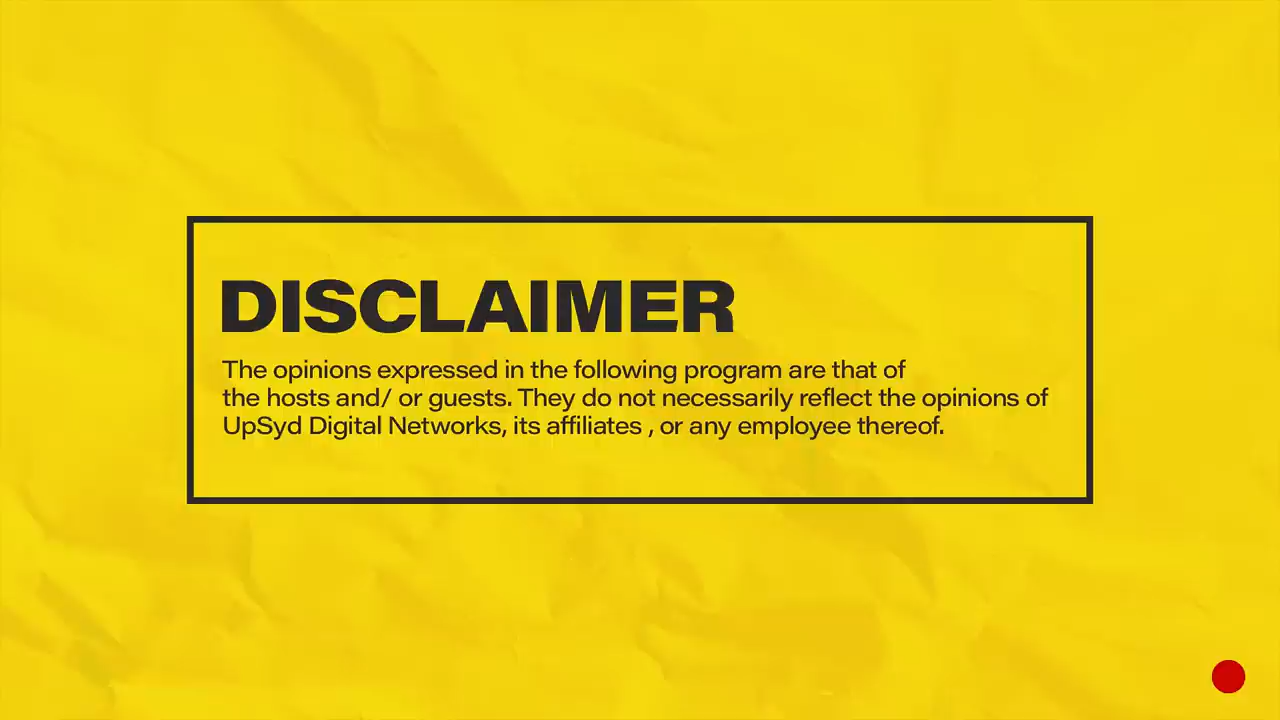 DISCLAIMER
The opinions expressed in the following program are that of
the hosts and/ or guests. They do not necessarily reflect the opinions of
UpSyd Digital Networks, its affiliates , or any employee thereof.